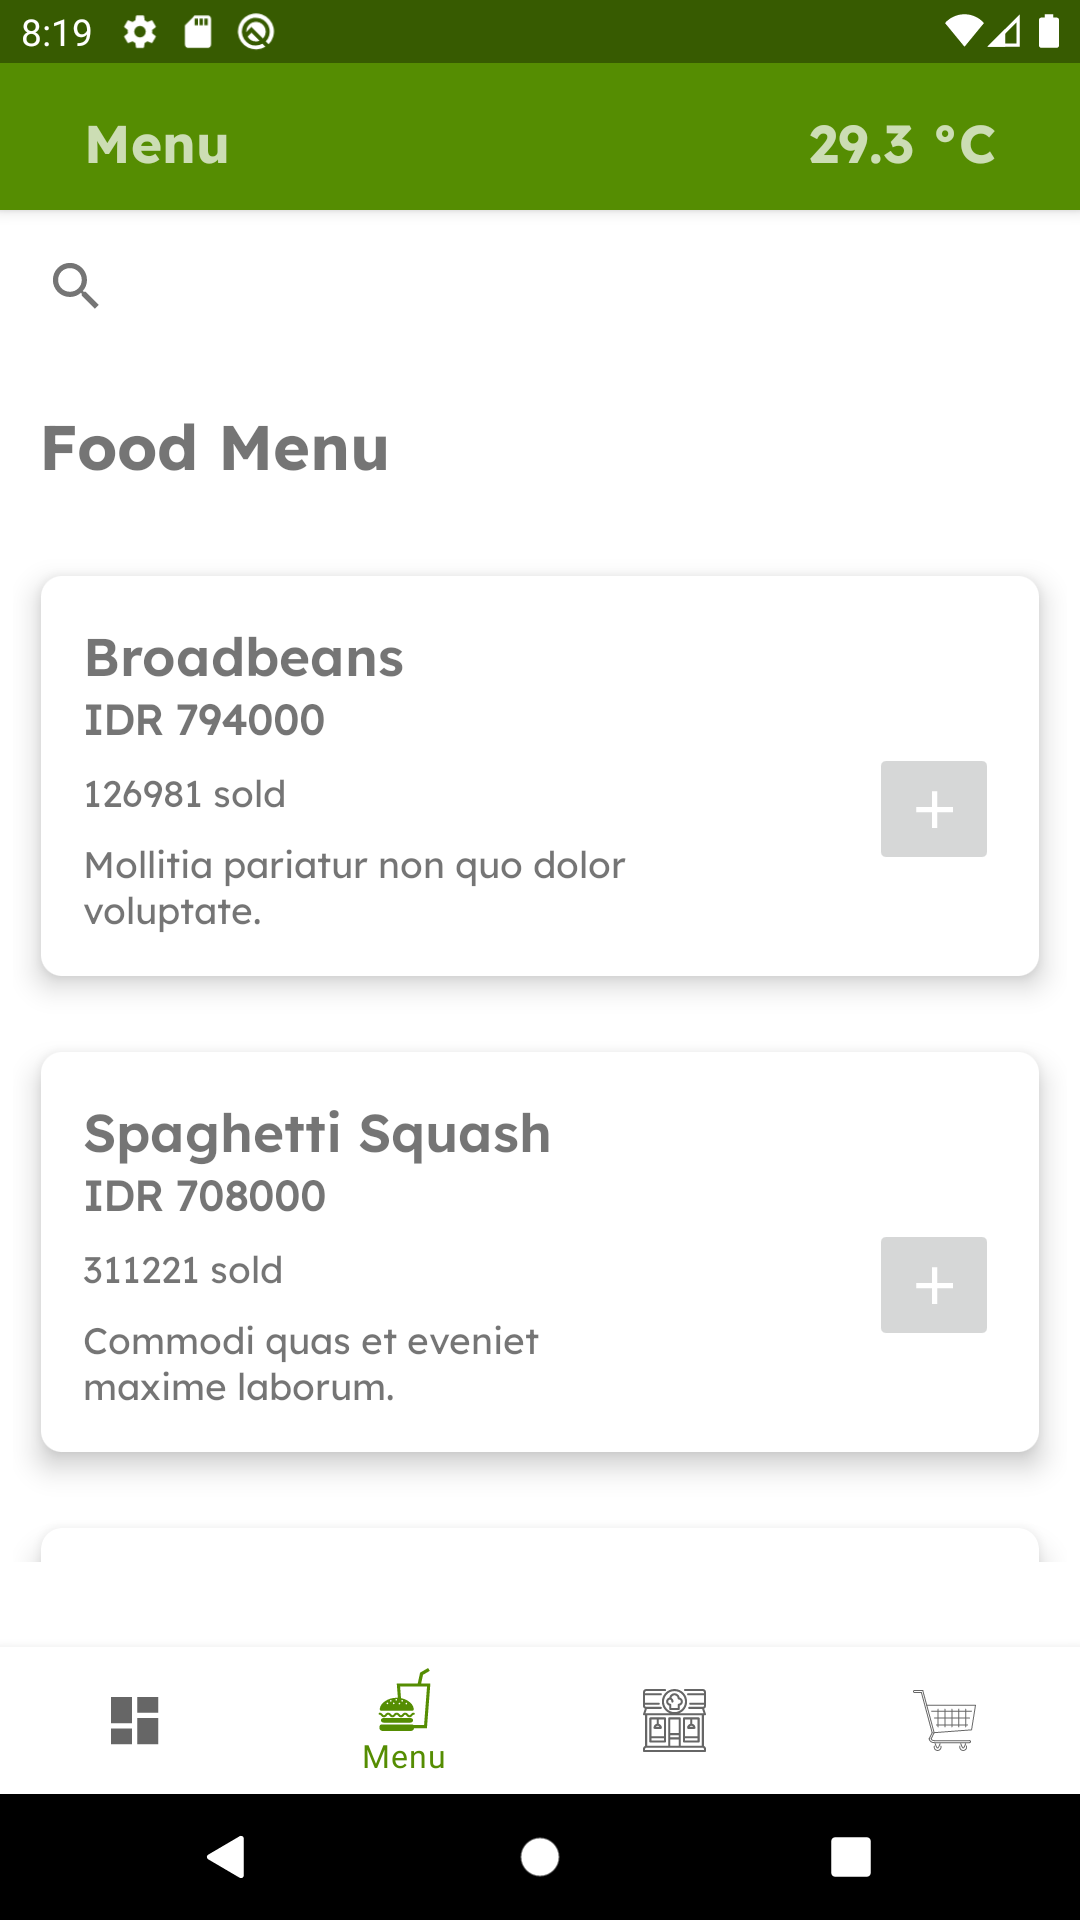 8:19
Menu
29.3 °C
Food Menu
Broadbeans
IDR 794000
126981 sold
Mollitia pariatur non quo dolor
voluptate.
Spaghetti Squash
IDR 708000
311221 sold
Commodi quas et eveniet
maxime laborum.
Menu